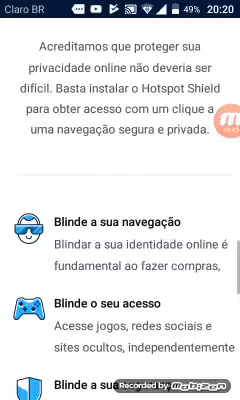 Claro BR 49% 20:20
Acreditamos que proteger sua
privacidade online não deveria ser
difícil. Basta instalar o Hotspot Shield
para obter acesso com um clique a
uma navegação segura e privada.
Blinde a sua navegação
Blindar a sua identidade online é
fundamental ao fazer compras,
Blinde o seu acesso
Acesse jogos, redes sociais e
sites ocultos, independentemente
Blinde a sua
Recorded by Mobizen